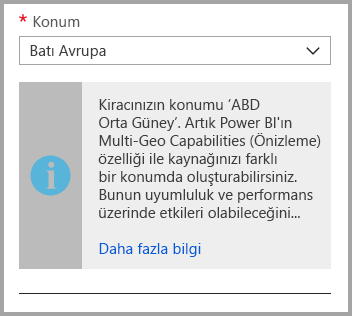 * Konum
Batı Avrupa
Kiracınızın konumu ‘ABD
Orta Güney’. Artık Power BI'ın
Multi-Geo Capabilities (Önizleme)
özelliği ile kaynağınızı farklı
bir konumda oluşturabilirsiniz.
Bunun uyumluluk ve performans
üzerinde etkileri olabileceğini...
Daha fazla bilgi